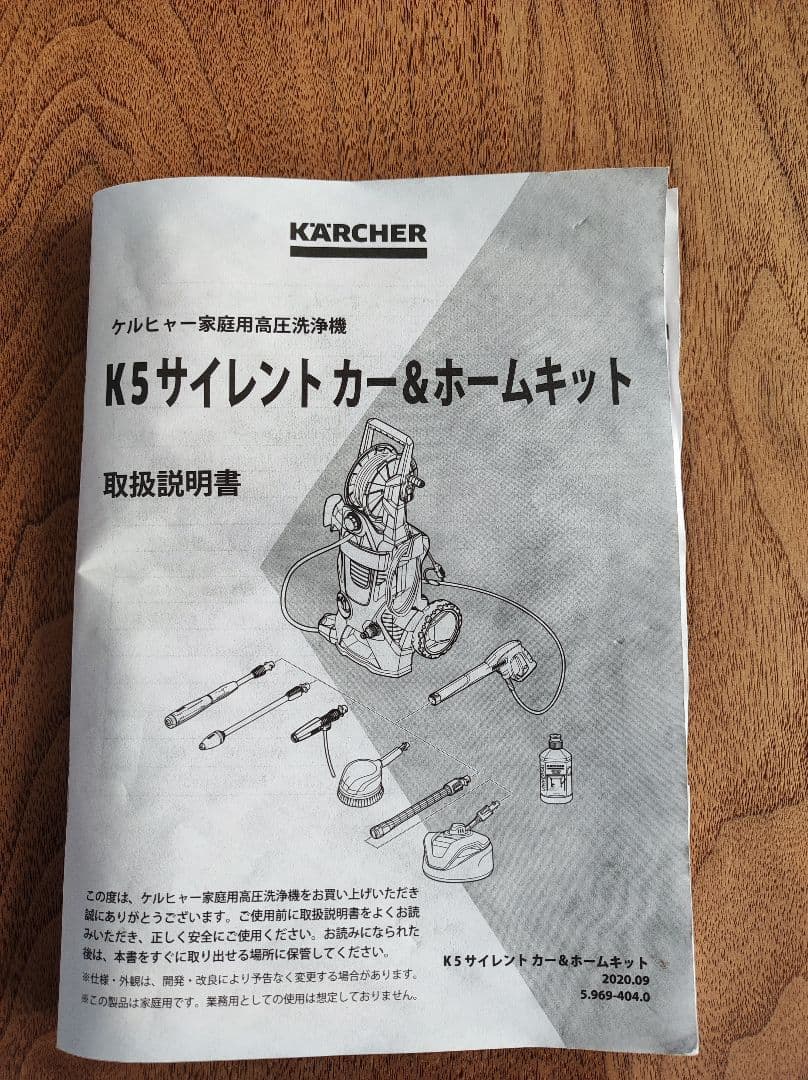 KÄRCHER
ケルヒャー家庭用高圧洗浄機
K5サイレント カー&ホームキット
取扱説明書
KÄRCHER
この度は、ケルヒャー家庭用高圧洗浄機をお買い上げいただき
誠にありがとうございます。ご使用前に取扱説明書をよくお読
みいただき、正しく安全にご使用ください。お読みになられた
後は、本書をすぐに取り出せる場所に保管してください。
※仕様・外観は、開発・改良により予告なく変更する場合があります。
※この製品は家庭用です。業務用としての使用は想定しておりません。
K5サイレント カー&ホームキット
2020.09
5.969-404.0